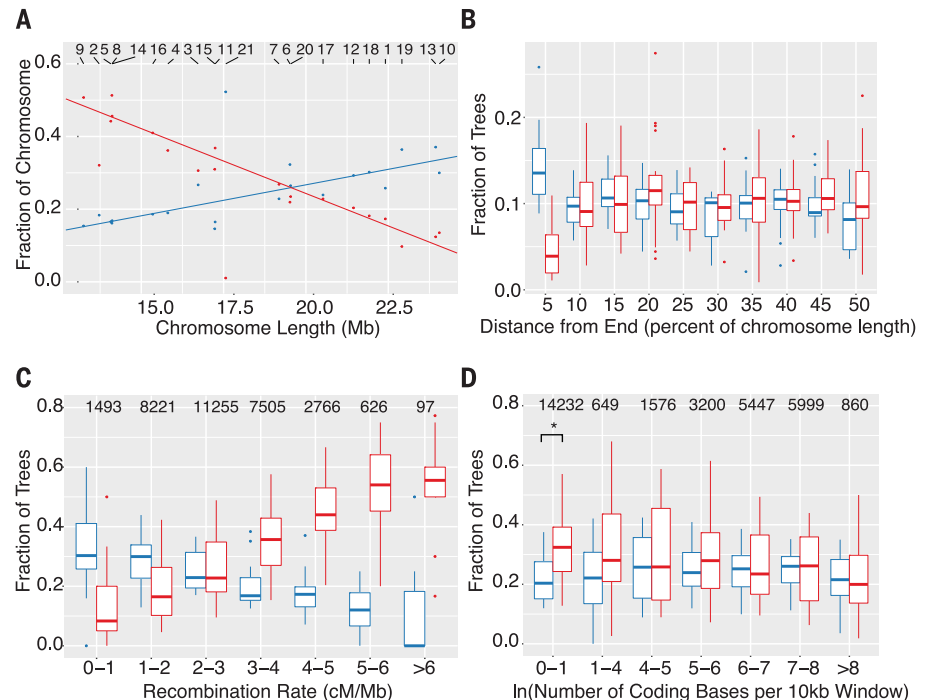 A
9 2 5 8 14 16 4 3 15 11 21 7 6 20 17 12 18 1 19 13 10
0.6
0.4
0.2
0.0
Fraction of Chromosome
15.0 17.5 20.0 22.5
Chromosome Length (Mb)
B
0.2
0.1
0.0
Fraction of Trees
5 10 15 20 25 30 35 40 45 50
Distance from End (percent of chromosome length)
C
1493 8221 11255 7505 2766 626 97
0.8
0.6
0.4
0.2
0.0
Fraction of Trees
0–1 1–2 2–3 3–4 4–5 5–6 >6
Recombination Rate (cM/Mb)
D
14232 649 1576 3200 5447 5999 860
*
0.8
0.6
0.4
0.2
0.0
Fraction of Trees
0–1 1–4 4–5 5–6 6–7 7–8 >8
ln(Number of Coding Bases per 10kb Window)